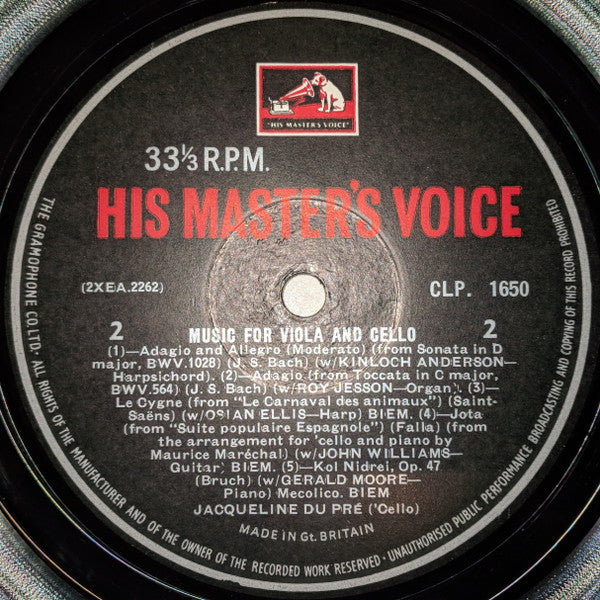 "HIS MASTER'S VOICE"
33⅓ R.P.M.
HIS MASTER'S VOICE
(2XEA.2262)
CLP. 1650
2 MUSIC FOR VIOLA AND CELLO 2
(1)—Adagio and Allegro (Moderato) (from Sonata in D
major, BWV.1028) (J. S. Bach) (w/KINLOCH ANDERSON—
Harpsichord). (2)—Adagio (from Toccata in C major,
BWV.564) (J. S. Bach) (w/ROY JESSON—Organ). (3)—
Le Cygne (from "Le Carnaval des animaux") (Saint-
Saëns) (w/OSIAN ELLIS—Harp) BIEM. (4)—Jota
(from "Suite populaire Espagnole") (Falla) (from
the arrangement for 'cello and piano by
Maurice Maréchal) (w/JOHN WILLIAMS—
Guitar) BIEM. (5)—Kol Nidrei, Op. 47
(Bruch) (w/GERALD MOORE—
Piano) Mecolico. BIEM
JACQUELINE DU PRÉ ('Cello)
MADE IN Gt. BRITAIN
THE GRAMOPHONE CO. LTD. · ALL RIGHTS OF THE MANUFACTURER AND OF THE OWNER OF THE RECORDED WORK RESERVED · UNAUTHORISED PUBLIC PERFORMANCE BROADCASTING AND COPYING OF THIS RECORD PROHIBITED